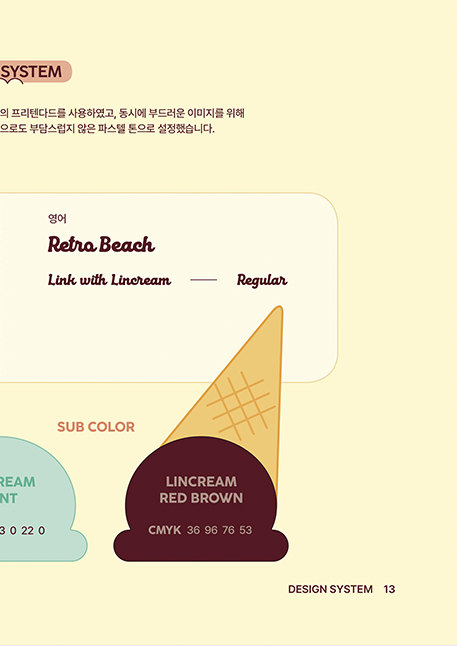 SYSTEM
의 프리텐다드를 사용하였고, 동시에 부드러운 이미지를 위해
으로도 부담스럽지 않은 파스텔 톤으로 설정했습니다.
영어
Retro Beach
Link with Lincream — Regular
SUB COLOR
REAM
NT
3 0 22 0
LINCREAM
RED BROWN
CMYK 36 96 76 53
DESIGN SYSTEM 13